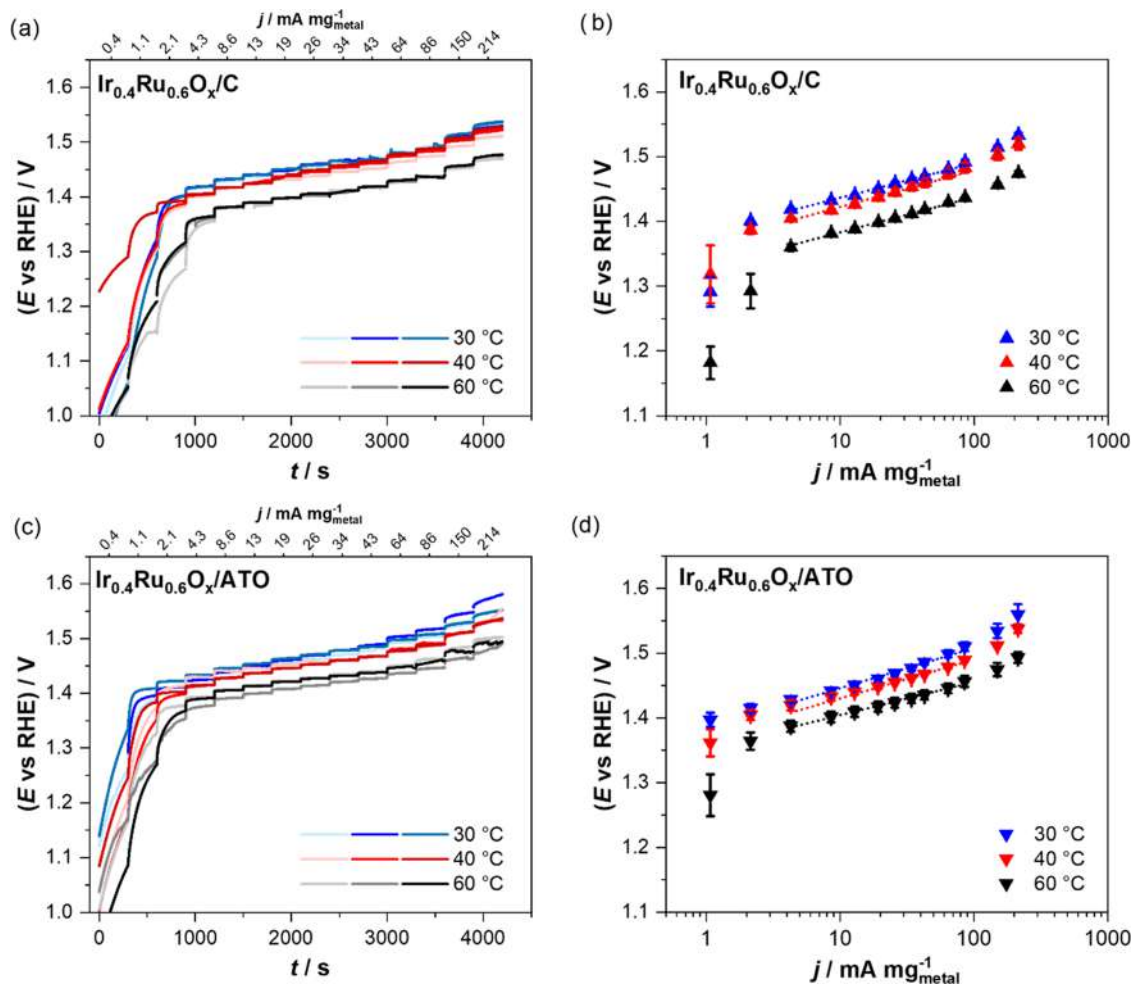 (a)
j / mA mg⁻¹metal
0.4 1.1 2.1 4.3 8.6 13 19 26 34 43 64 86 150 214
Ir0.4Ru0.6Ox/C
(E vs RHE) / V
1.6
1.5
1.4
1.3
1.2
1.1
1.0
30 °C
40 °C
60 °C
0 1000 2000 3000 4000
t / s
(b)
Ir0.4Ru0.6Ox/C
(E vs RHE) / V
1.6
1.5
1.4
1.3
1.2
1.1
30 °C
40 °C
60 °C
1 10 100 1000
j / mA mg⁻¹metal
(c)
j / mA mg⁻¹metal
0.4 1.1 2.1 4.3 8.6 13 19 26 34 43 64 86 150 214
Ir0.4Ru0.6Ox/ATO
(E vs RHE) / V
1.6
1.5
1.4
1.3
1.2
1.1
1.0
30 °C
40 °C
60 °C
0 1000 2000 3000 4000
t / s
(d)
Ir0.4Ru0.6Ox/ATO
(E vs RHE) / V
1.6
1.5
1.4
1.3
1.2
1.1
30 °C
40 °C
60 °C
1 10 100 1000
j / mA mg⁻¹metal